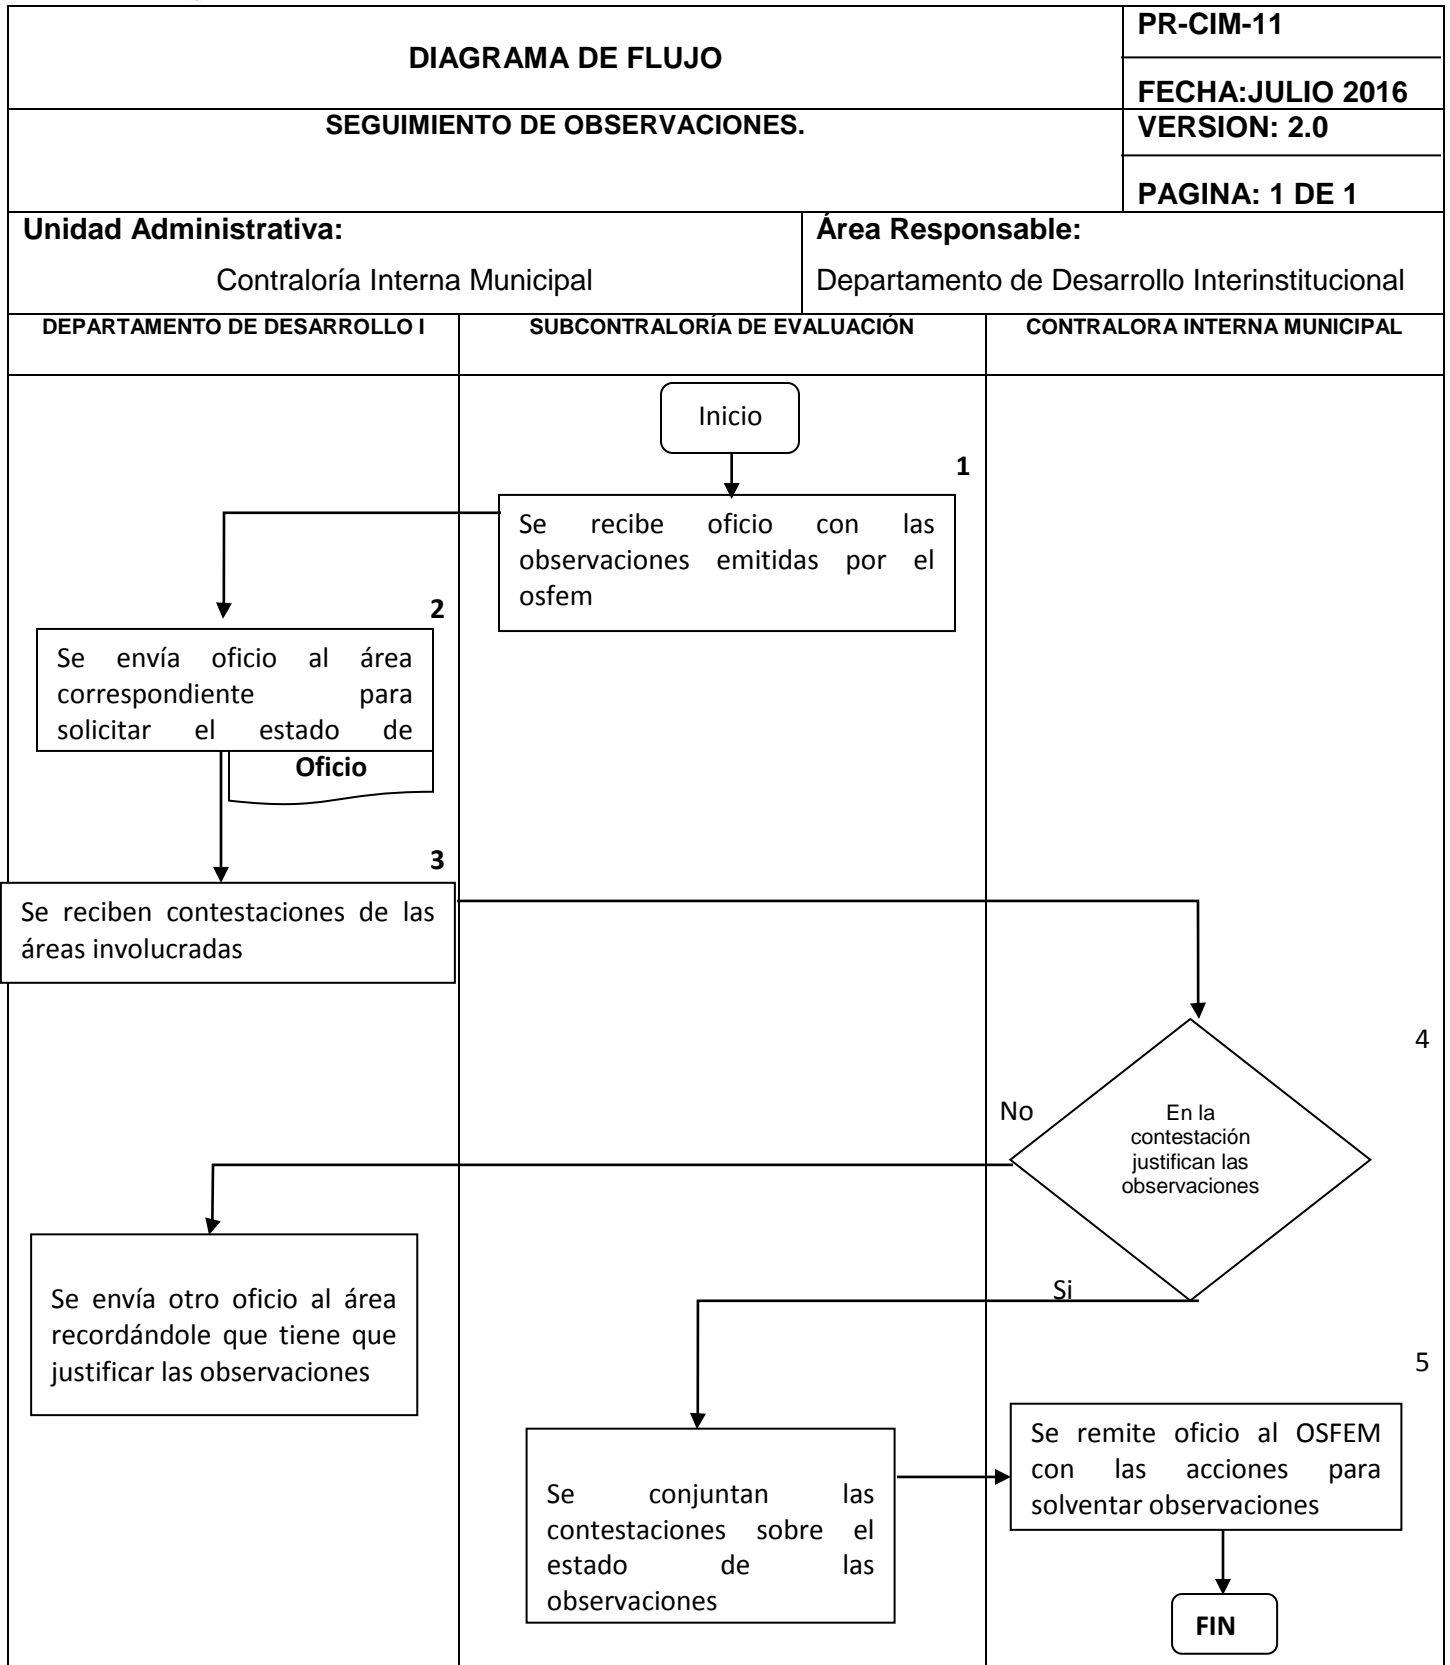 DIAGRAMA DE FLUJO
PR-CIM-11
FECHA:JULIO 2016
SEGUIMIENTO DE OBSERVACIONES.
VERSION: 2.0
PAGINA: 1 DE 1
Unidad Administrativa:
Contraloría Interna Municipal
Área Responsable:
Departamento de Desarrollo Interinstitucional
DEPARTAMENTO DE DESARROLLO I
SUBCONTRALORÍA DE EVALUACIÓN
CONTRALORA INTERNA MUNICIPAL
Inicio
1
Se recibe oficio con las
observaciones emitidas por el
osfem
2
Se envía oficio al área
correspondiente para
solicitar el estado de
Oficio
3
Se reciben contestaciones de las
áreas involucradas
4
No
En la
contestación
justifican las
observaciones
Si
Se envía otro oficio al área
recordándole que tiene que
justificar las observaciones
5
Se conjuntan las
contestaciones sobre el
estado de las
observaciones
Se remite oficio al OSFEM
con las acciones para
solventar observaciones
FIN